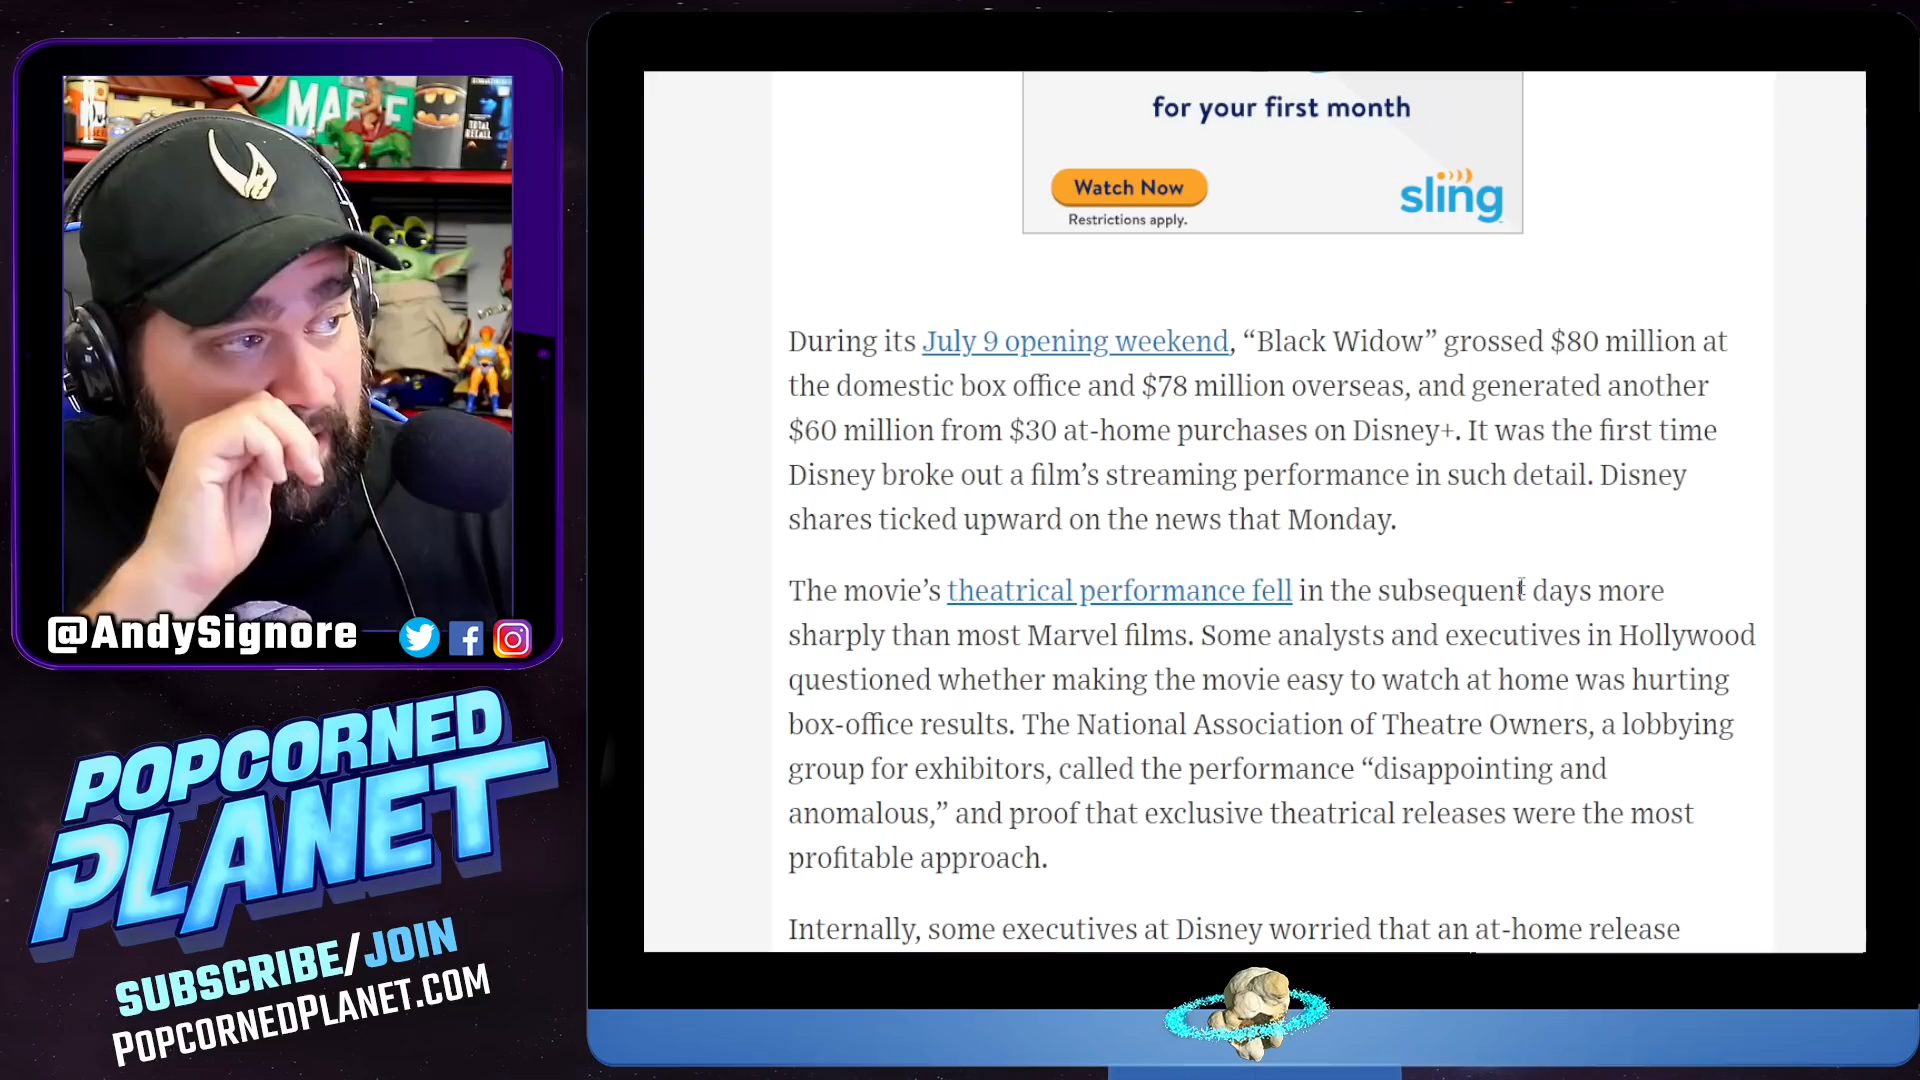 MA E
TOTAL
RECALL
@AndySignore
POPCORNED
PLANET
SUBSCRIBE/JOIN
POPCORNEDPLANET.COM
for your first month
Watch Now
Restrictions apply.
sling
During its July 9 opening weekend, “Black Widow” grossed $80 million at
the domestic box office and $78 million overseas, and generated another
$60 million from $30 at-home purchases on Disney+. It was the first time
Disney broke out a film’s streaming performance in such detail. Disney
shares ticked upward on the news that Monday.
The movie’s theatrical performance fell in the subsequent days more
sharply than most Marvel films. Some analysts and executives in Hollywood
questioned whether making the movie easy to watch at home was hurting
box-office results. The National Association of Theatre Owners, a lobbying
group for exhibitors, called the performance “disappointing and
anomalous,” and proof that exclusive theatrical releases were the most
profitable approach.
Internally, some executives at Disney worried that an at-home release